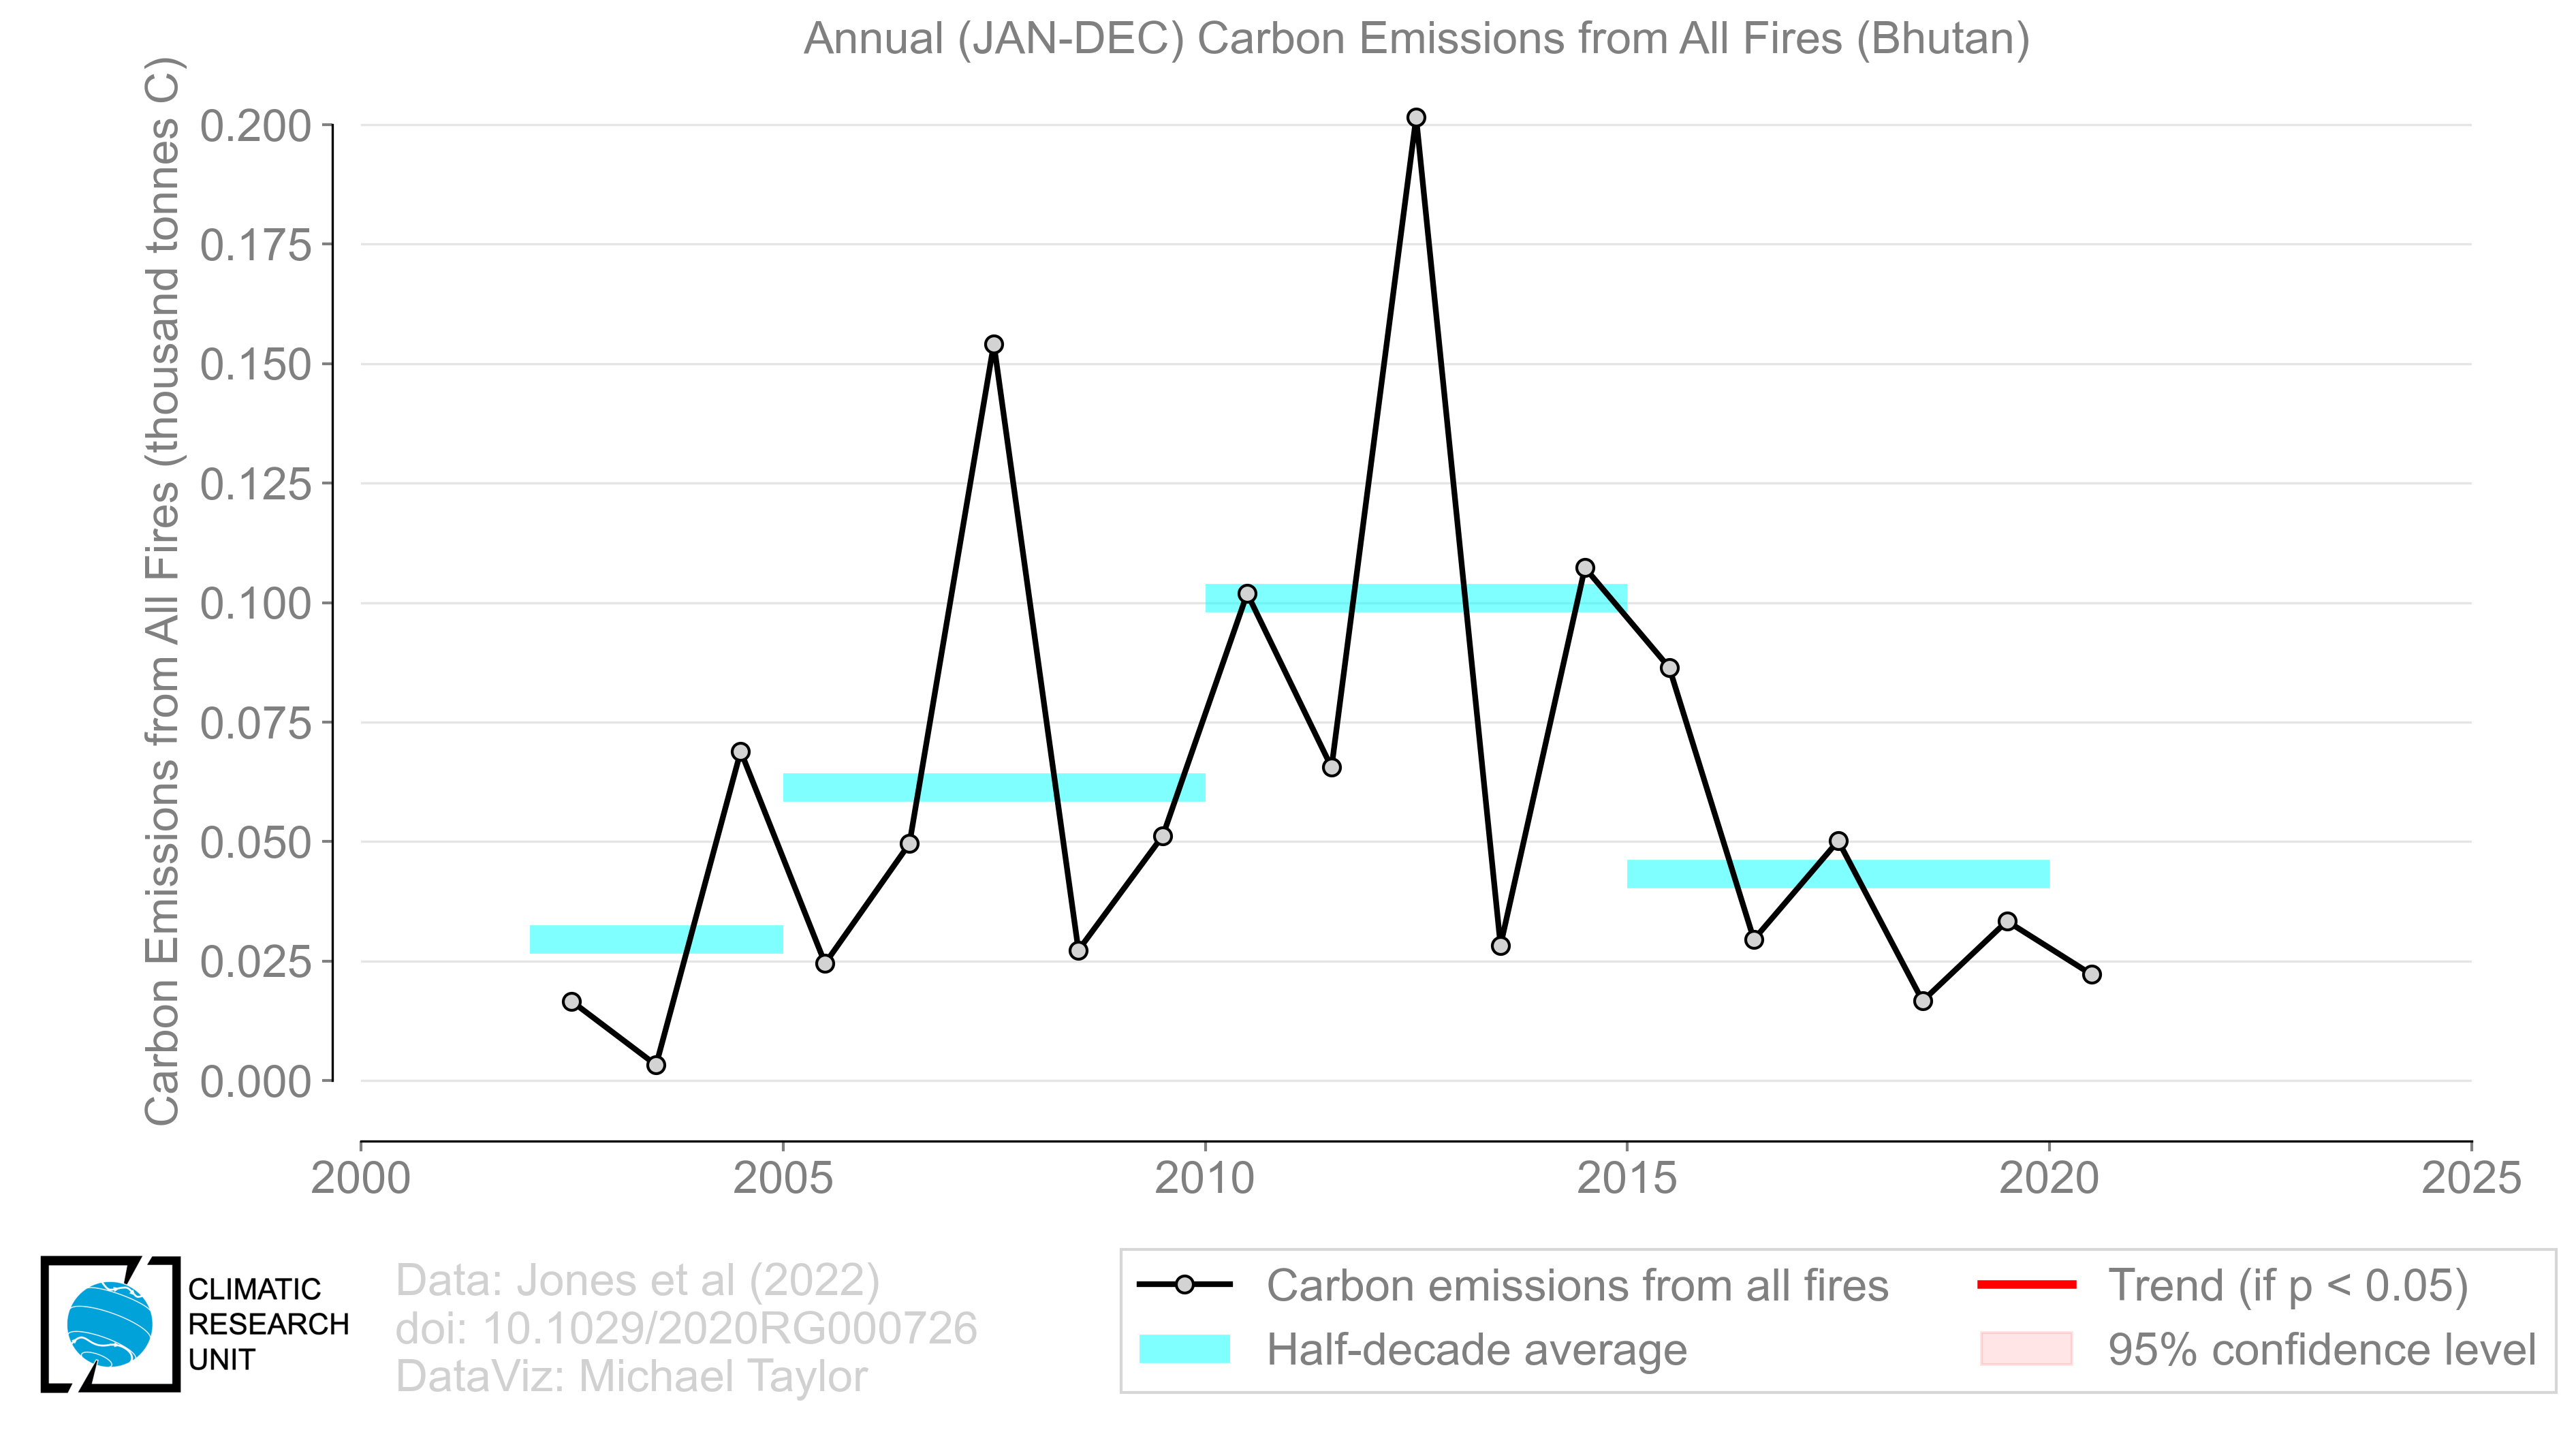 Annual (JAN-DEC) Carbon Emissions from All Fires (Bhutan)
Carbon Emissions from All Fires (thousand tonnes C)
0.200
0.175
0.150
0.125
0.100
0.075
0.050
0.025
0.000
2000 2005 2010 2015 2020 2025
CLIMATIC
RESEARCH
UNIT
Data: Jones et al (2022)
doi: 10.1029/2020RG000726
DataViz: Michael Taylor
Carbon emissions from all fires
Half-decade average
Trend (if p < 0.05)
95% confidence level